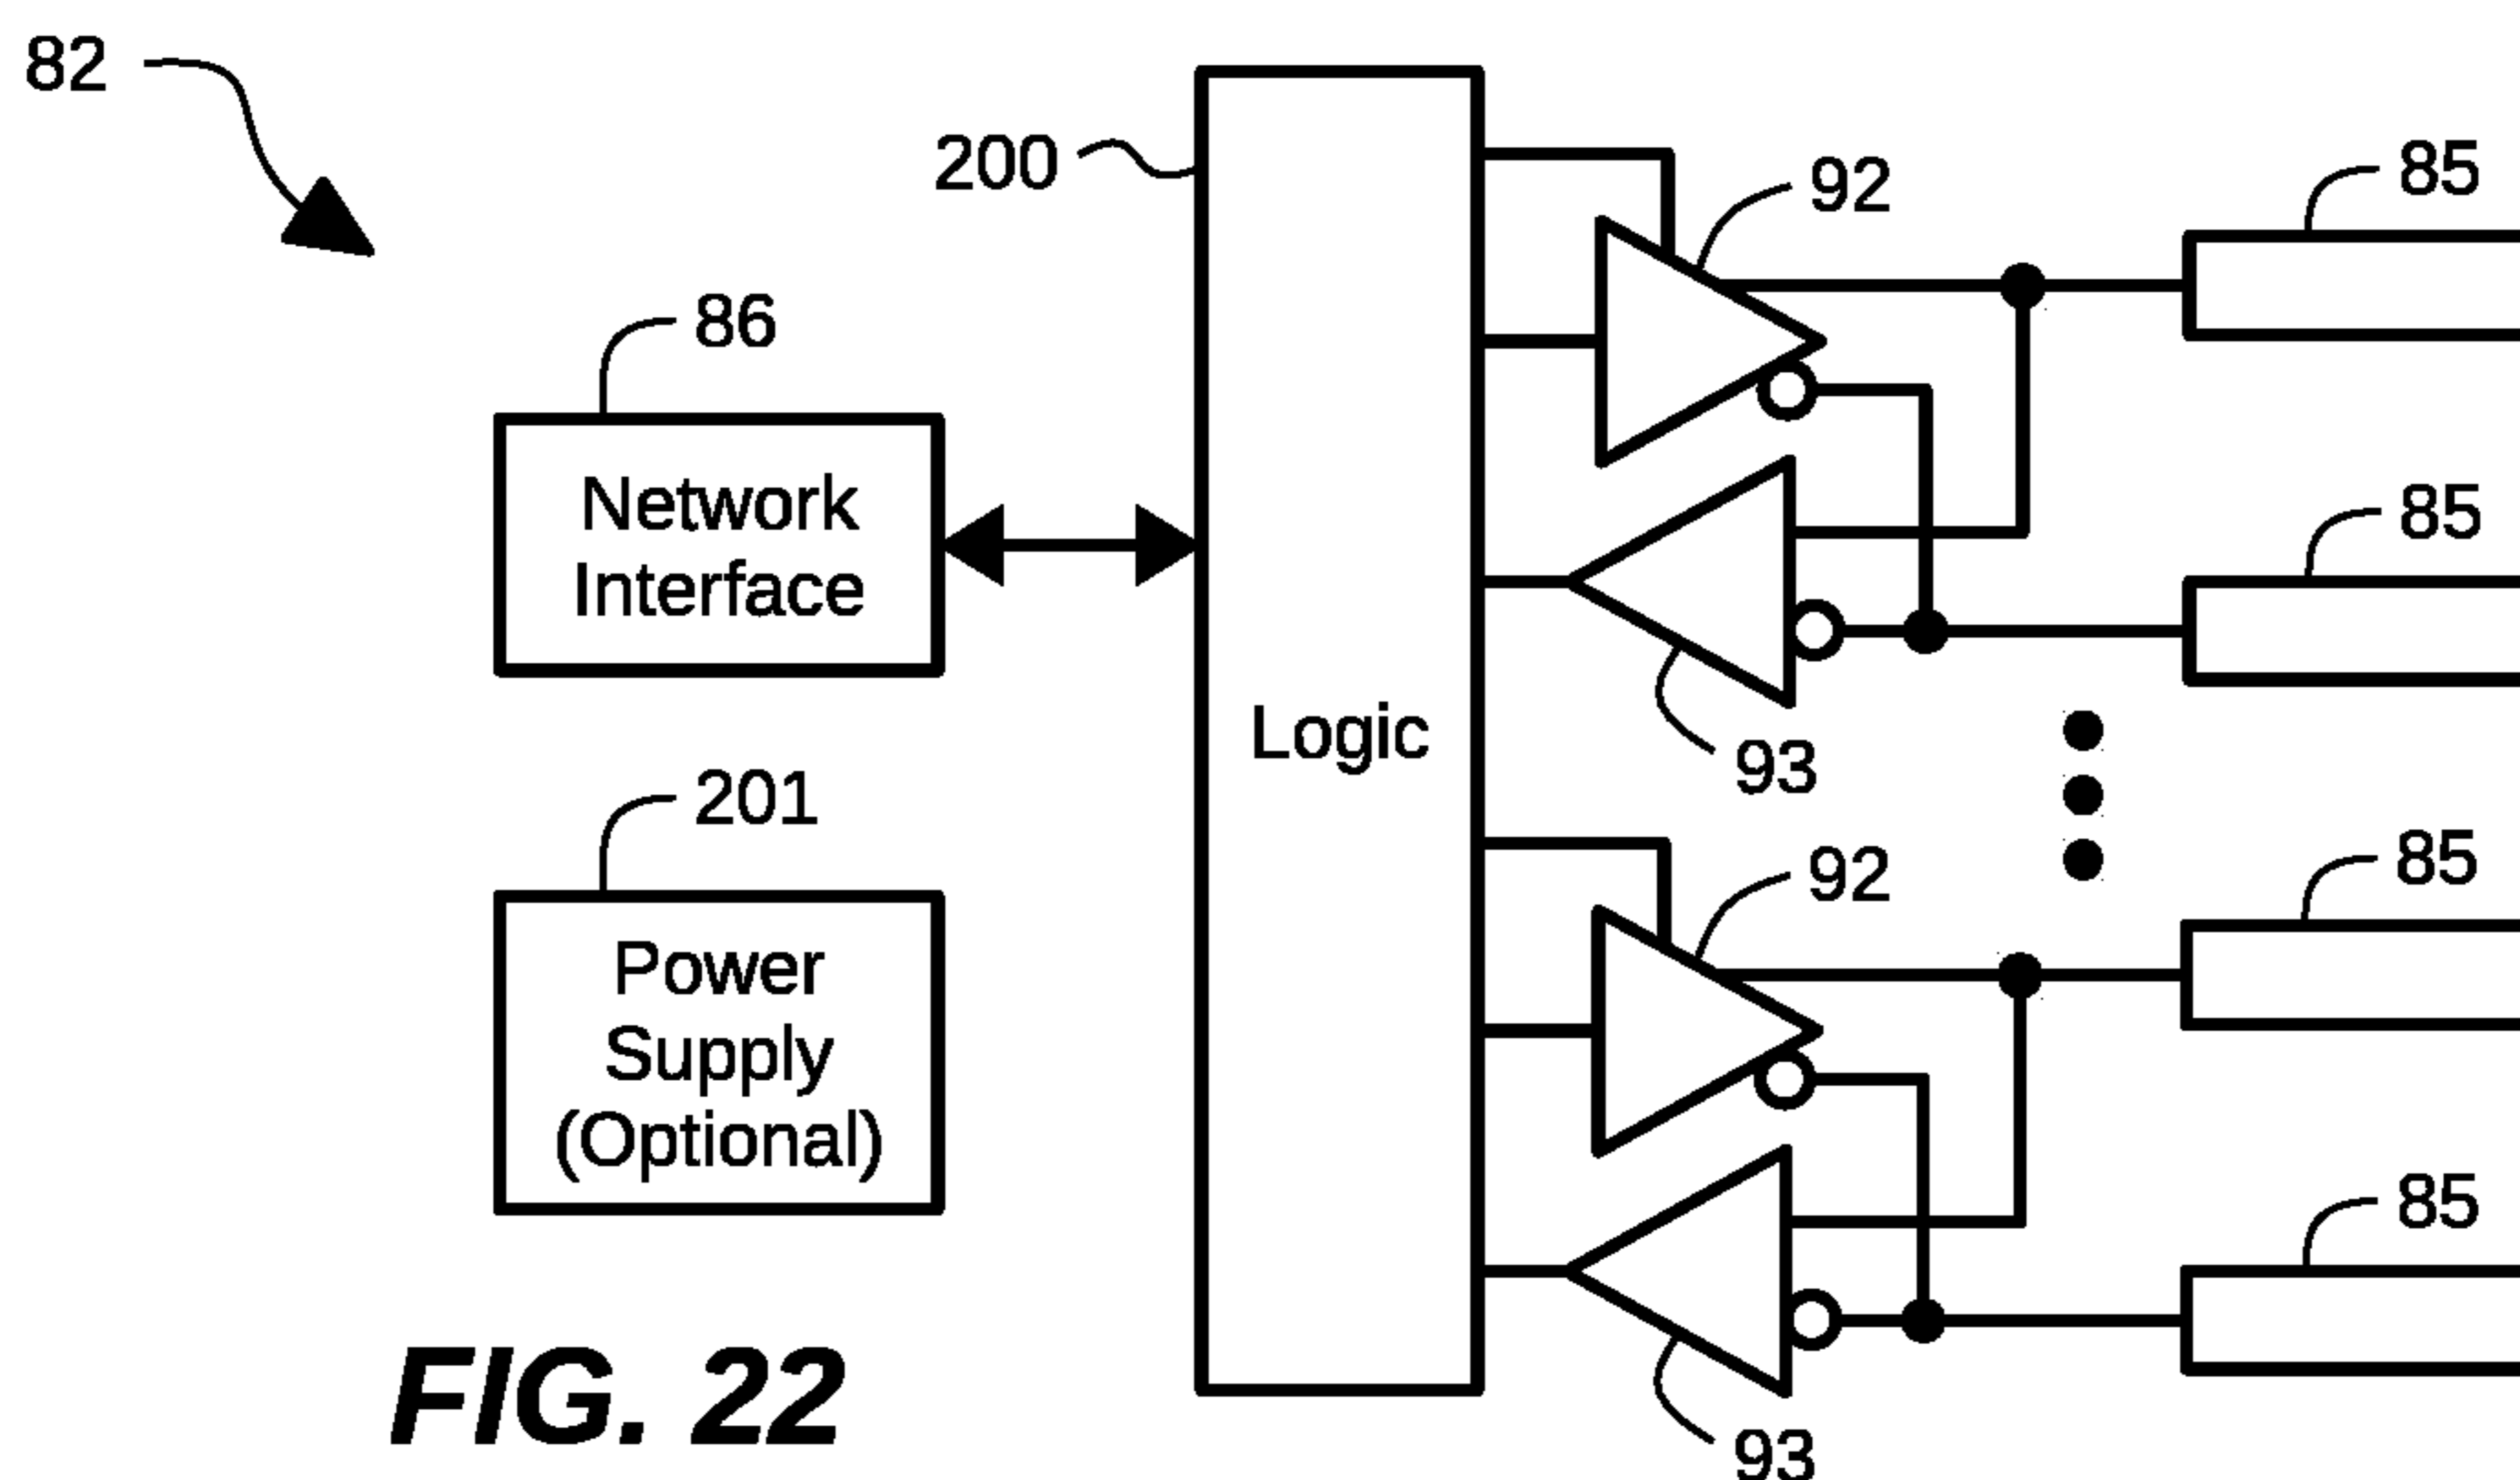 82
200
92
85
86
Network
Interface
85
93
Logic
201
92
85
Power
Supply
(Optional)
85
93
FIG. 22